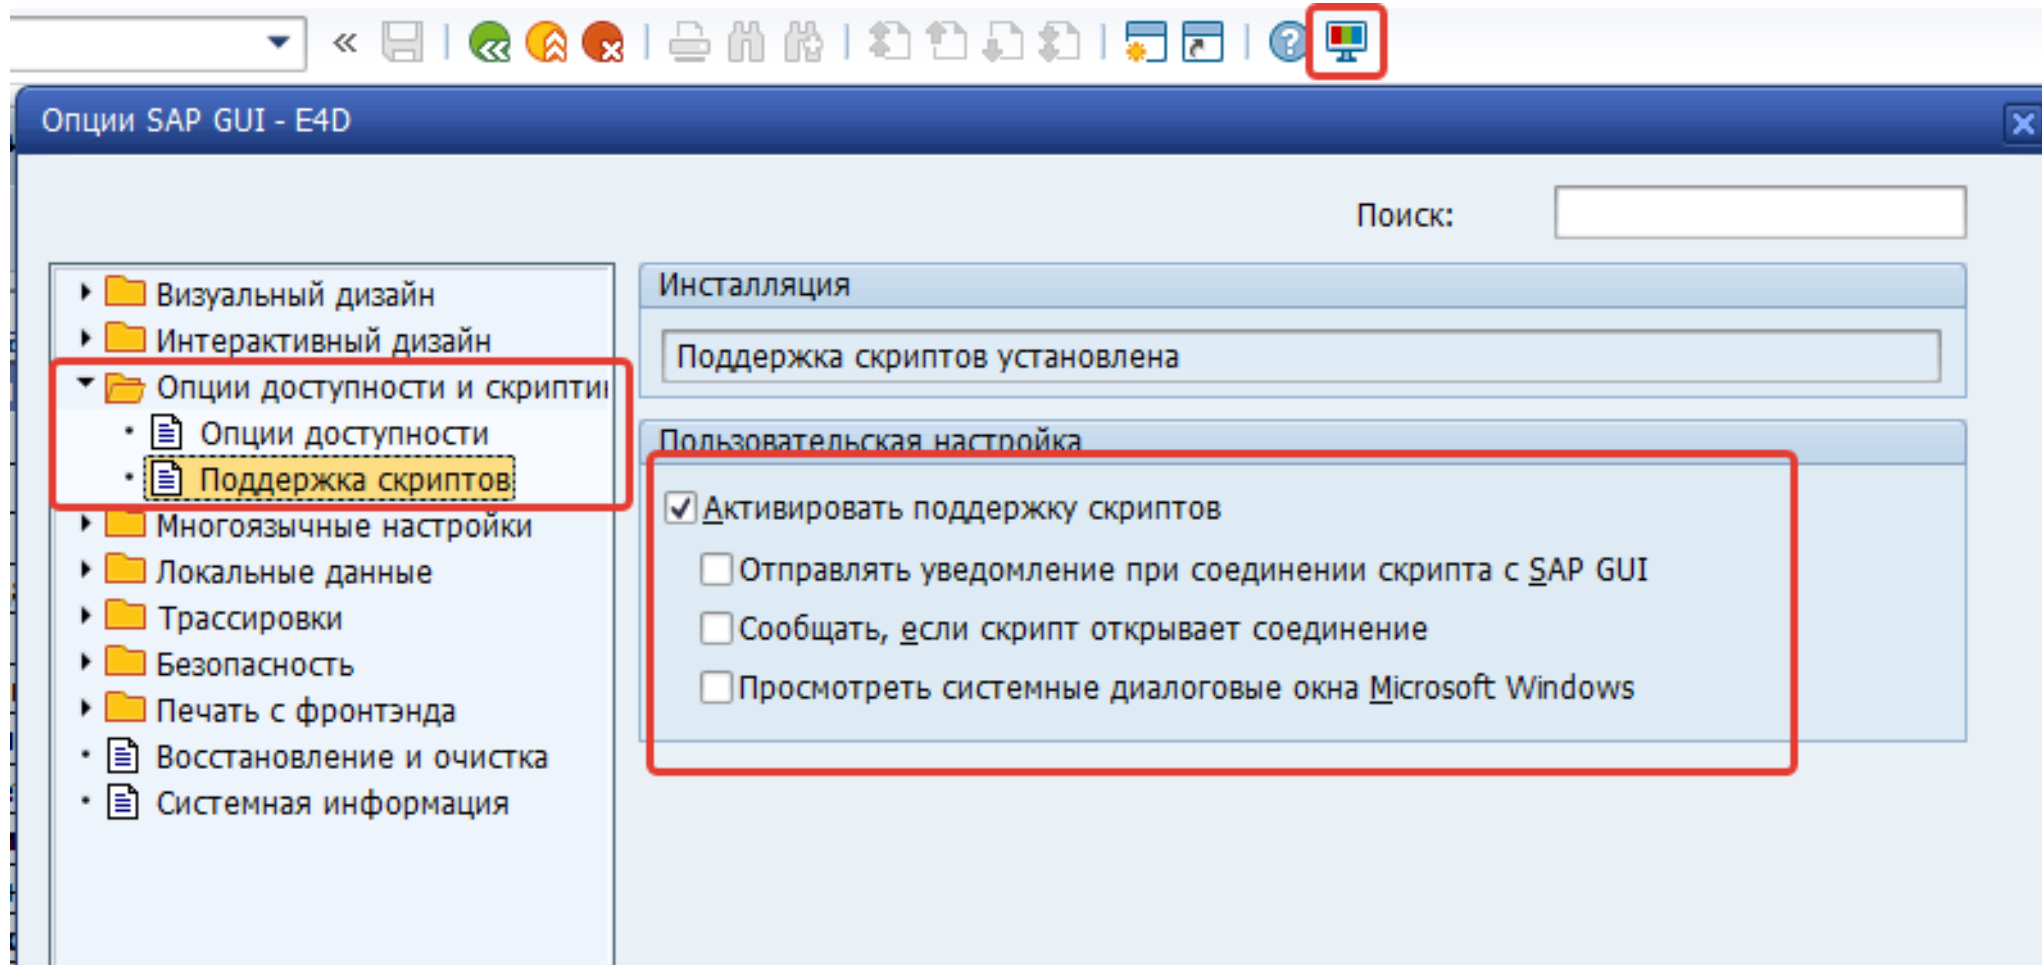 Опции SAP GUI - E4D
Поиск:
Визуальный дизайн
Интерактивный дизайн
Опции доступности и скрипти
Опции доступности
Поддержка скриптов
Многоязычные настройки
Локальные данные
Трассировки
Безопасность
Печать с фронтэнда
Восстановление и очистка
Системная информация
Инсталляция
Поддержка скриптов установлена
Пользовательская настройка
Активировать поддержку скриптов
Отправлять уведомление при соединении скрипта с SAP GUI
Сообщать, если скрипт открывает соединение
Просмотреть системные диалоговые окна Microsoft Windows